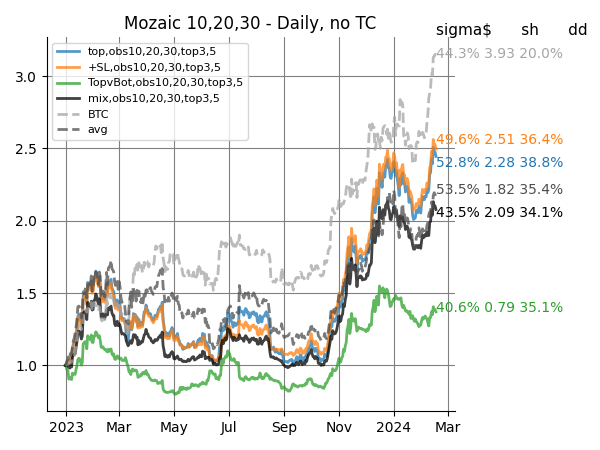 Mozaic 10,20,30 - Daily, no TC
sigma$ sh dd
top,obs10,20,30,top3,5
+SL,obs10,20,30,top3,5
TopvBot,obs10,20,30,top3,5
mix,obs10,20,30,top3,5
BTC
avg
44.3% 3.93 20.0%
49.6% 2.51 36.4%
52.8% 2.28 38.8%
53.5% 1.82 35.4%
43.5% 2.09 34.1%
40.6% 0.79 35.1%
3.0
2.5
2.0
1.5
1.0
2023 Mar May Jul Sep Nov 2024 Mar